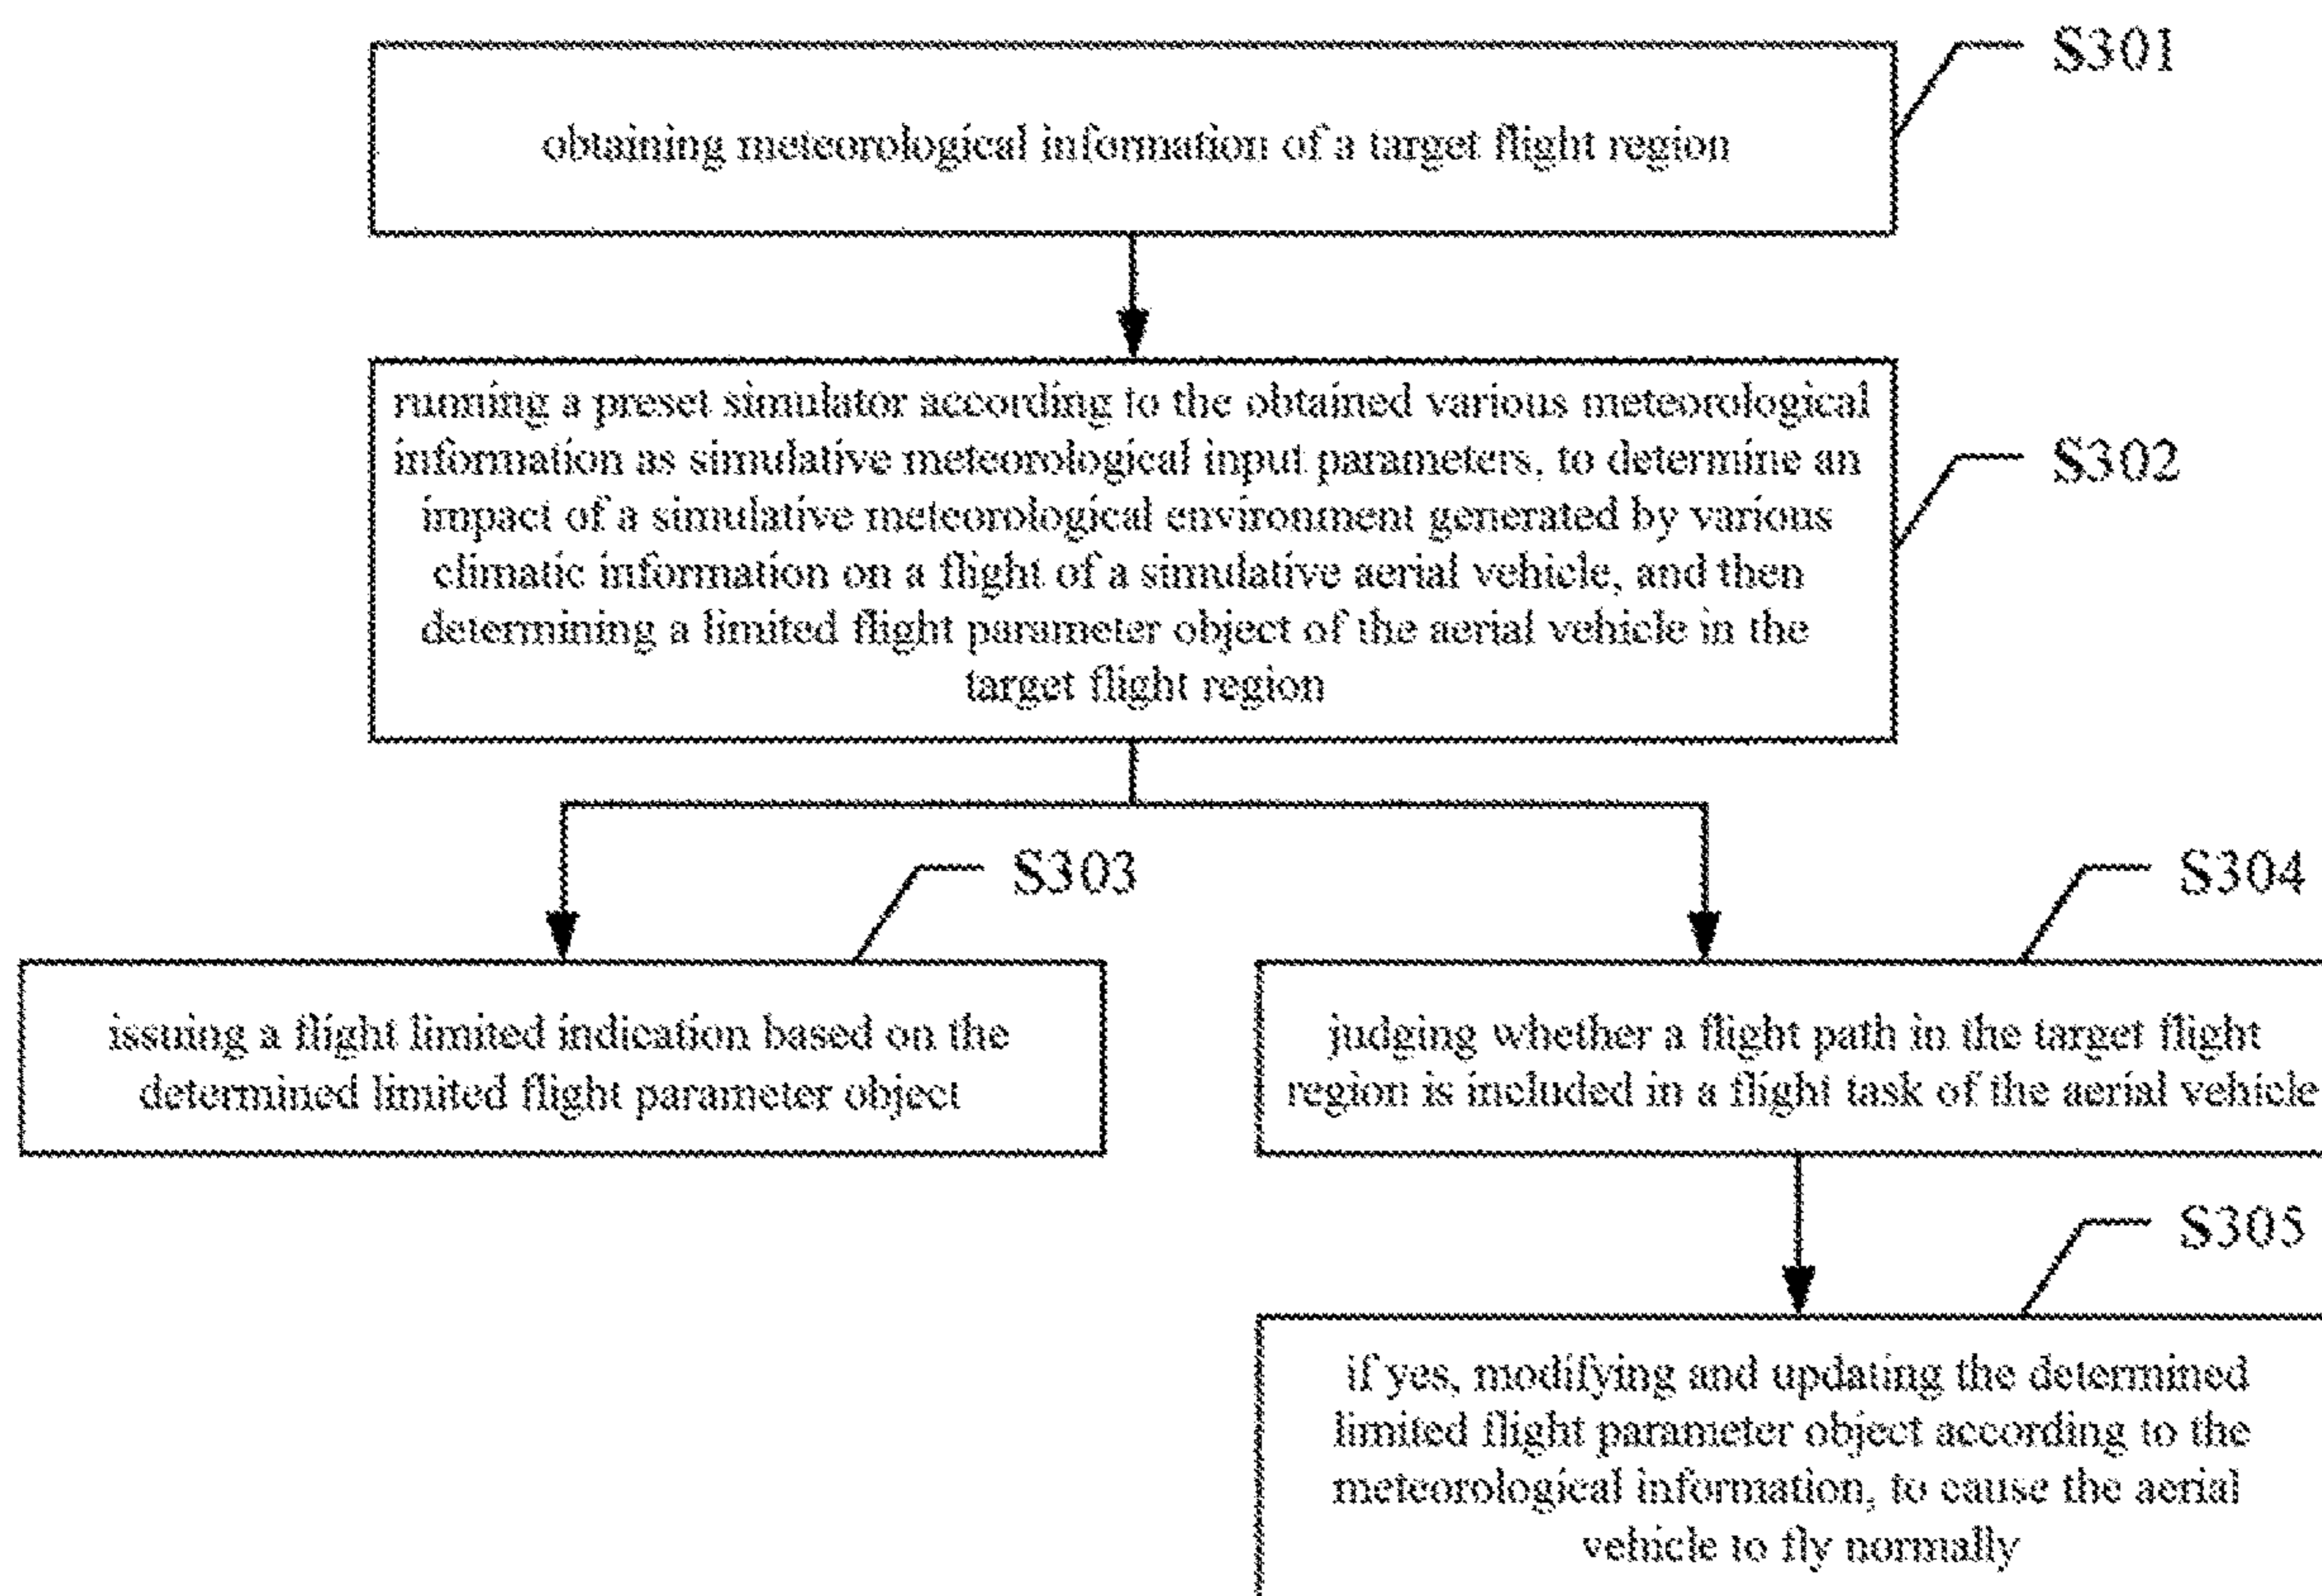 S301
obtaining meteorological information of a target flight region
running a preset simulator according to the obtained various meteorological
information as simulative meteorological input parameters, to determine an
impact of a simulative meteorological environment generated by various
climatic information on a flight of a simulative aerial vehicle, and then
determining a limited flight parameter object of the aerial vehicle in the
target flight region
S302
S303
issuing a flight limited indication based on the
determined limited flight parameter object
S304
judging whether a flight path in the target flight
region is included in a flight task of the aerial vehicle
S305
if yes, modifying and updating the determined
limited flight parameter object according to the
meteorological information, to cause the aerial
vehicle to fly normally